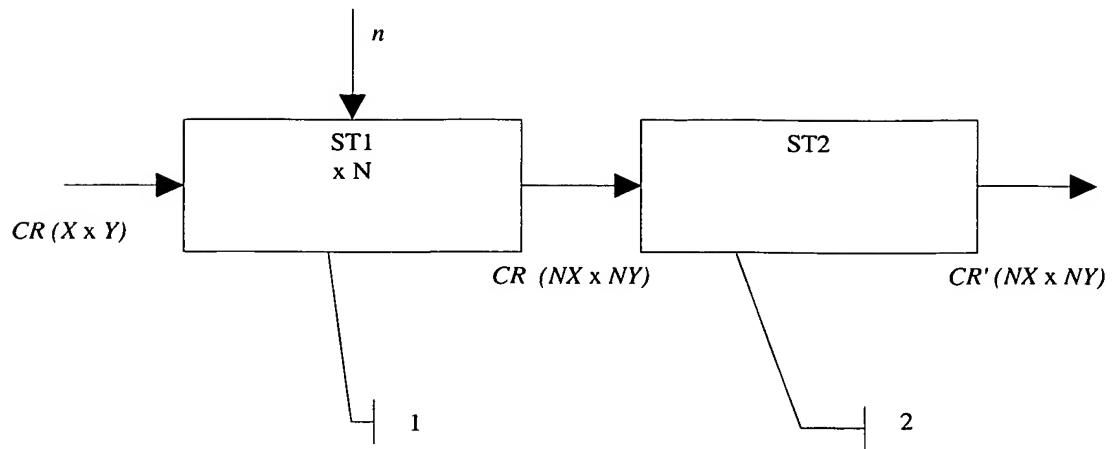 n
ST1
x N
ST2
CR (X x Y)
CR (NX x NY)
CR' (NX x NY)
1
2